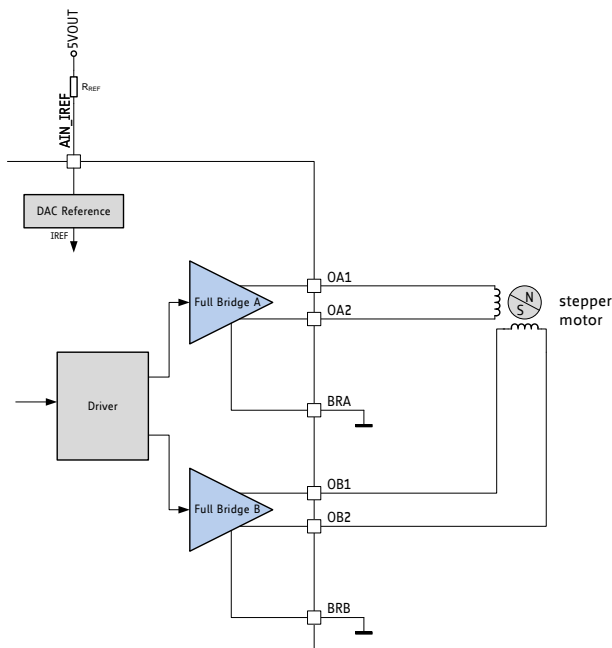 5VOUT
RREF
AIN_IREF
DAC Reference
IREF
OA1
Full Bridge A
OA2
N
S
stepper
motor
BRA
Driver
OB1
Full Bridge B
OB2
BRB